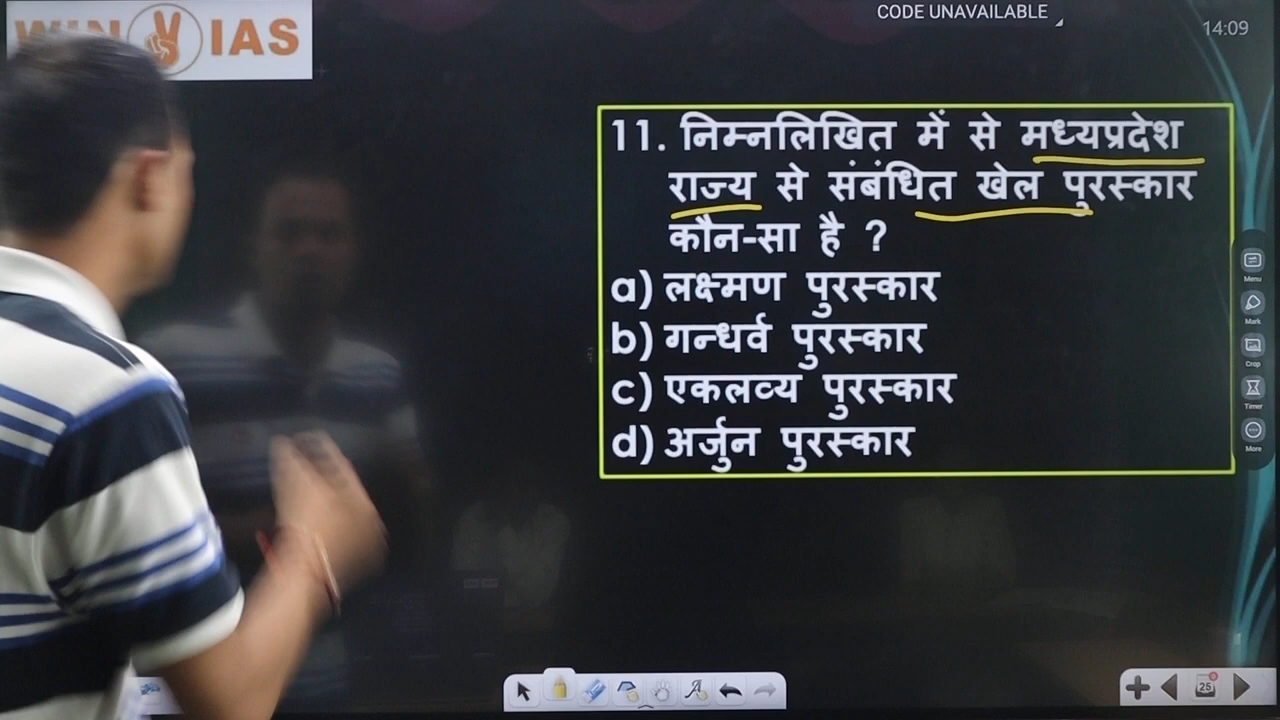 IAS
CODE UNAVAILABLE
14:09
11. निम्नलिखित में से मध्यप्रदेश
राज्य से संबंधित खेल पुरस्कार
कौन-सा है ?
a) लक्ष्मण पुरस्कार
b) गन्धर्व पुरस्कार
c) एकलव्य पुरस्कार
d) अर्जुन पुरस्कार
Menu
Mark
Crop
Timer
More
25